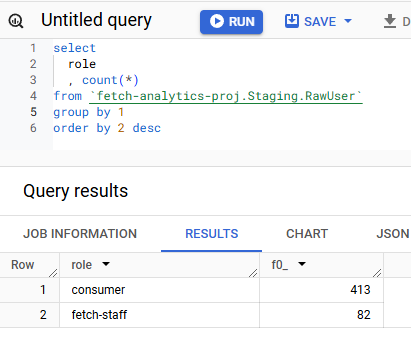 Untitled query RUN SAVE D
1 select
2 role
3 , count(*)
4 from `fetch-analytics-proj.Staging.RawUser`
5 group by 1
6 order by 2 desc
Query results
JOB INFORMATION RESULTS CHART JSON
Row role f0_
1 consumer 413
2 fetch-staff 82